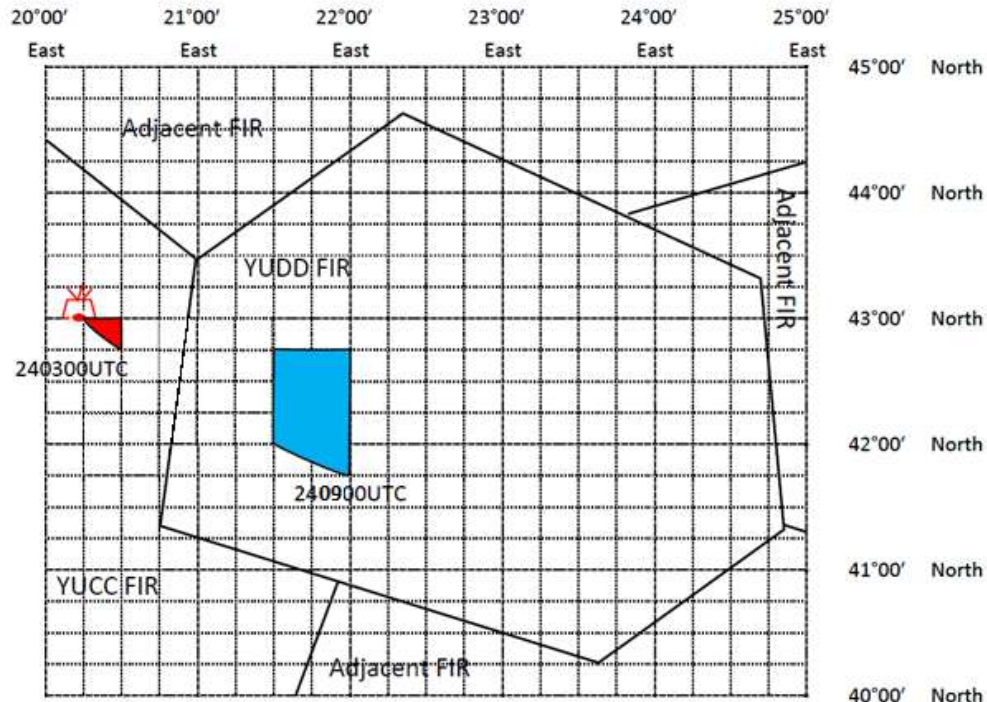 20°00’ 21°00’ 22°00’ 23°00’ 24°00’ 25°00’
East East East East East East
45°00’ North
Adjacent FIR
44°00’ North
Adjacent FIR
YUDD FIR
43°00’ North
240300UTC
42°00’ North
240900UTC
41°00’ North
YUCC FIR
Adjacent FIR
40°00’ North